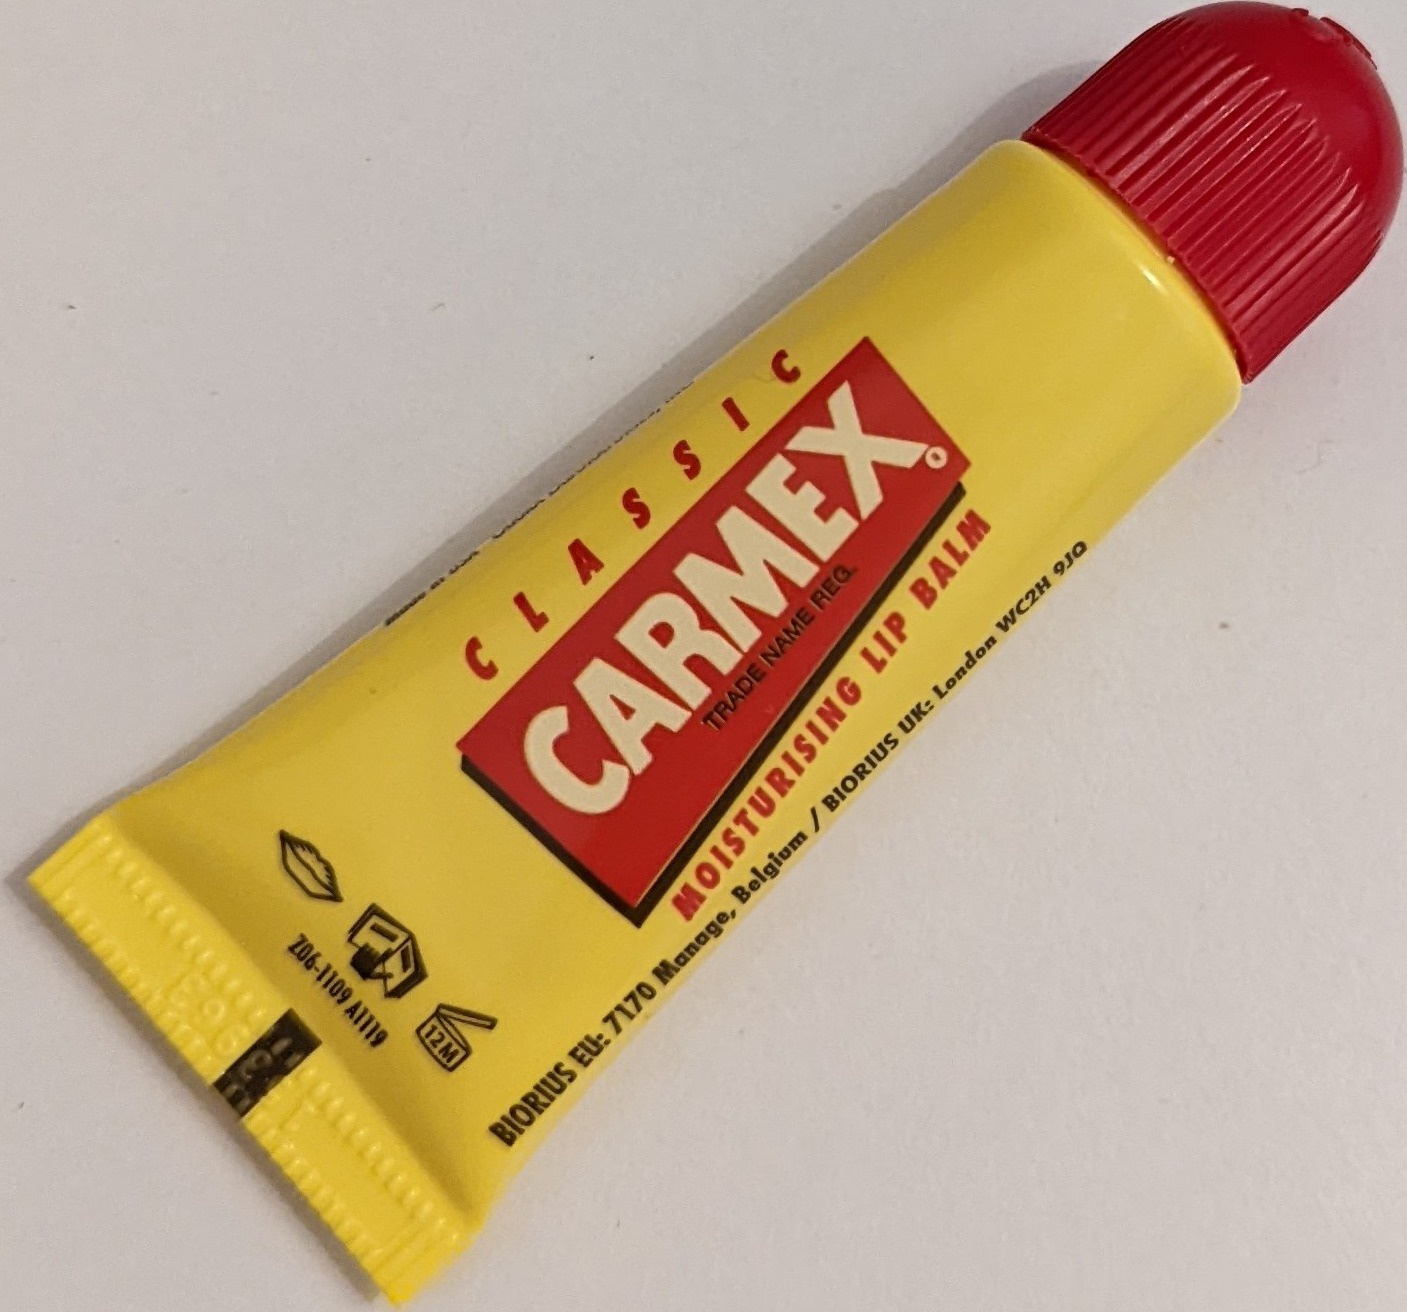 CLASSIC
CARMEX®
TRADE NAME REG.
MOISTURISING LIP BALM
BIORIUS EU: 7170 Manage, Belgium / BIORIUS UK: London WC2H 9JQ
12M
Z06-1109 A1119